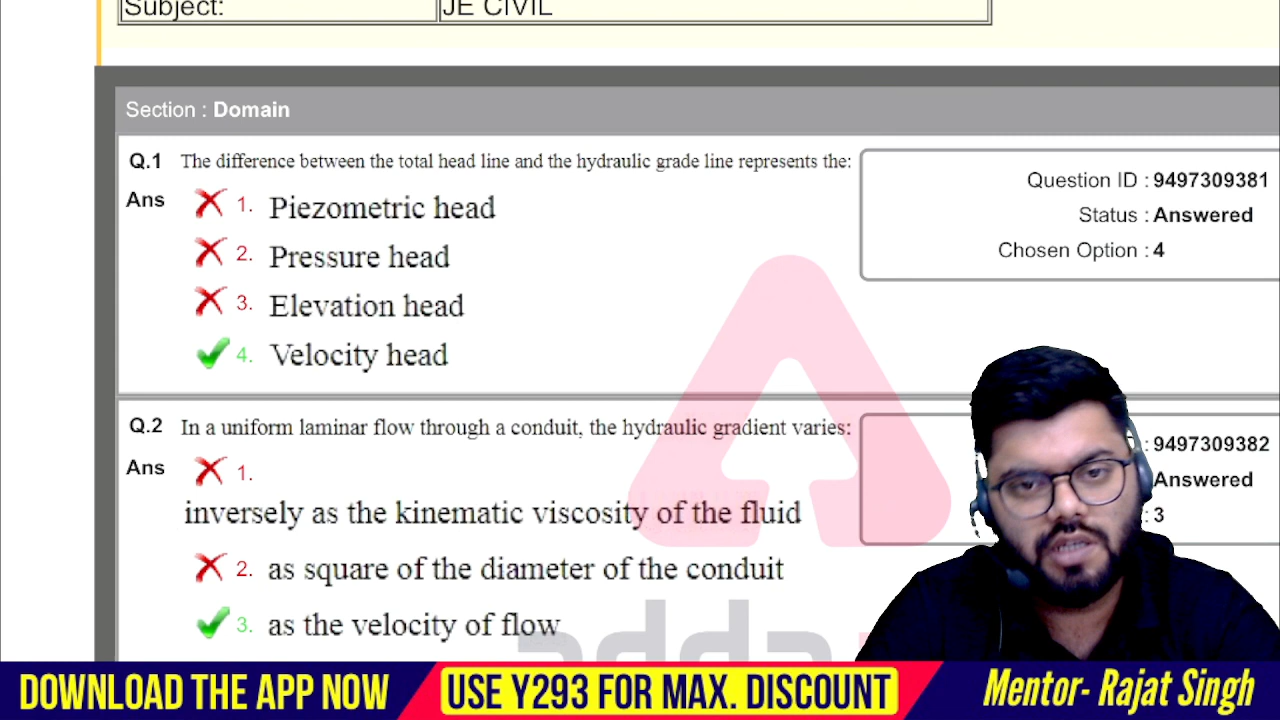 Subject: JE CIVIL
Section : Domain
Q.1 The difference between the total head line and the hydraulic grade line represents the:
Question ID : 9497309381
Status : Answered
Chosen Option : 4
Ans 1. Piezometric head
2. Pressure head
3. Elevation head
4. Velocity head
Q.2 In a uniform laminar flow through a conduit, the hydraulic gradient varies:
: 9497309382
Answered
: 3
Ans 1.
inversely as the kinematic viscosity of the fluid
2. as square of the diameter of the conduit
3. as the velocity of flow
adda
DOWNLOAD THE APP NOW
USE Y293 FOR MAX. DISCOUNT
Mentor- Rajat Singh